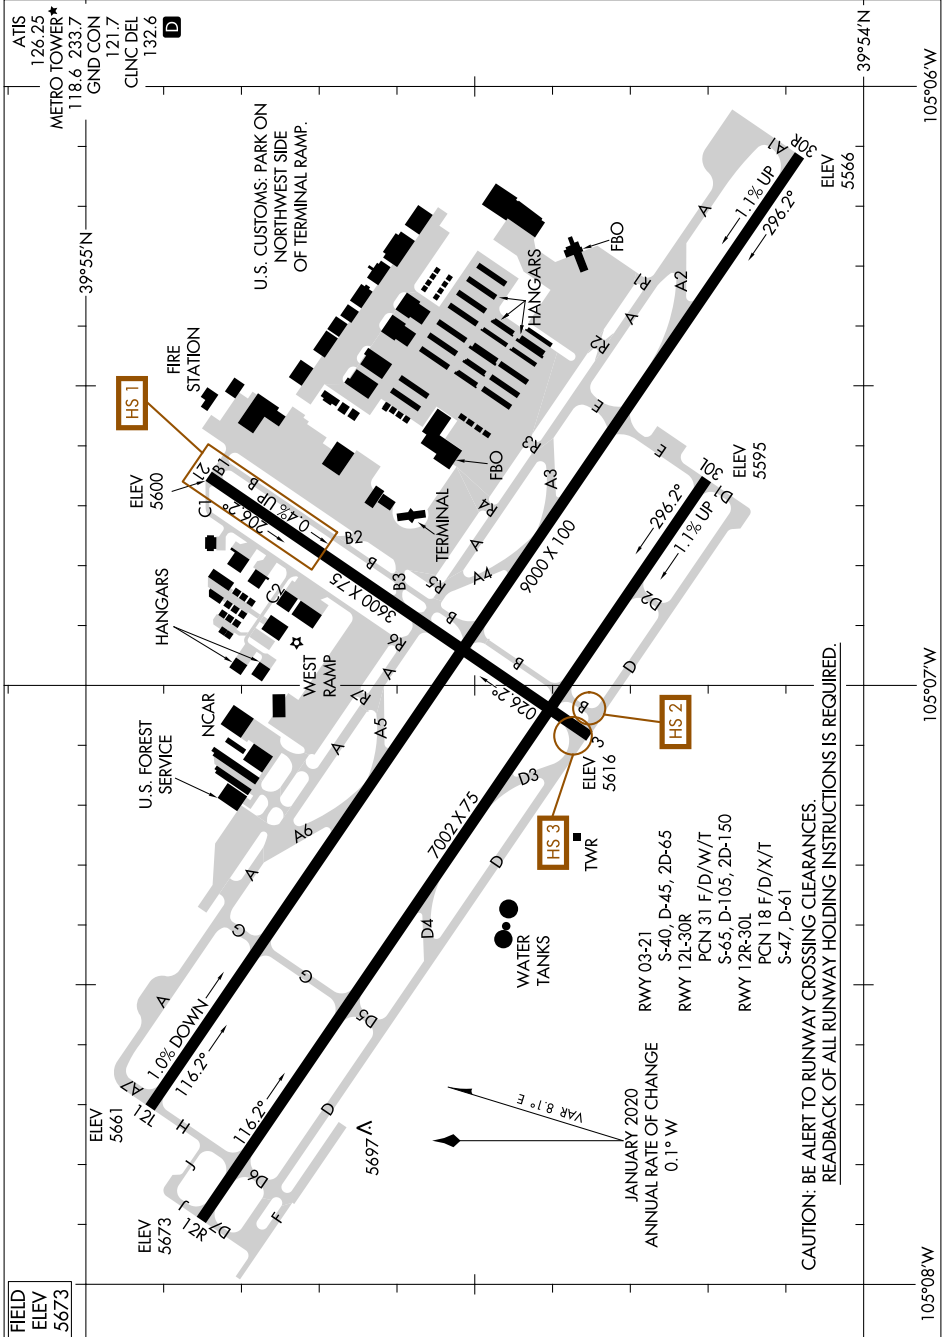 FIELD
ELEV
5673
ATIS
126.25
METRO TOWER★
118.6 233.7
GND CON
121.7
CLNC DEL
132.6
D
39°55'N
39°54'N
105°08'W
105°07'W
105°06'W
U.S. CUSTOMS: PARK ON
NORTHWEST SIDE
OF TERMINAL RAMP.
FIRE
STATION
HS 1
ELEV
5600
21
B1
B
C1
206.2°
0.4% UP
B2
B
C2
3600 X 75
B3
HANGARS
WEST
RAMP
NCAR
U.S. FOREST
SERVICE
TERMINAL
FBO
HANGARS
FBO
R1
R2
R3
R4
R5
R6
R7
A
A
A
A
A
A
A
A1
A2
A3
A4
A5
A6
A7
30R
ELEV
5566
1.1% UP
296.2°
9000 X 100
E
E
B
B
B
026.2°
3
ELEV
5616
HS 2
HS 3
TWR
30L
D1
ELEV
5595
296.2°
1.1% UP
D2
D
D3
D
7002 X 75
D4
G
G
D5
D
WATER
TANKS
1.0% DOWN
116.2°
12L
ELEV
5661
H
J
J
116.2°
12R
ELEV
5673
D6
D7
F
5697
VAR 8.1° E
JANUARY 2020
ANNUAL RATE OF CHANGE
0.1° W
RWY 03-21
S-40, D-45, 2D-65
RWY 12L-30R
PCN 31 F/D/W/T
S-65, D-105, 2D-150
RWY 12R-30L
PCN 18 F/D/X/T
S-47, D-61
CAUTION: BE ALERT TO RUNWAY CROSSING CLEARANCES.
READBACK OF ALL RUNWAY HOLDING INSTRUCTIONS IS REQUIRED.